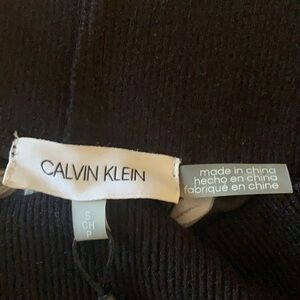 CALVIN KLEIN
made in china
hecho en china
fabriqué en chine
S
CH
P